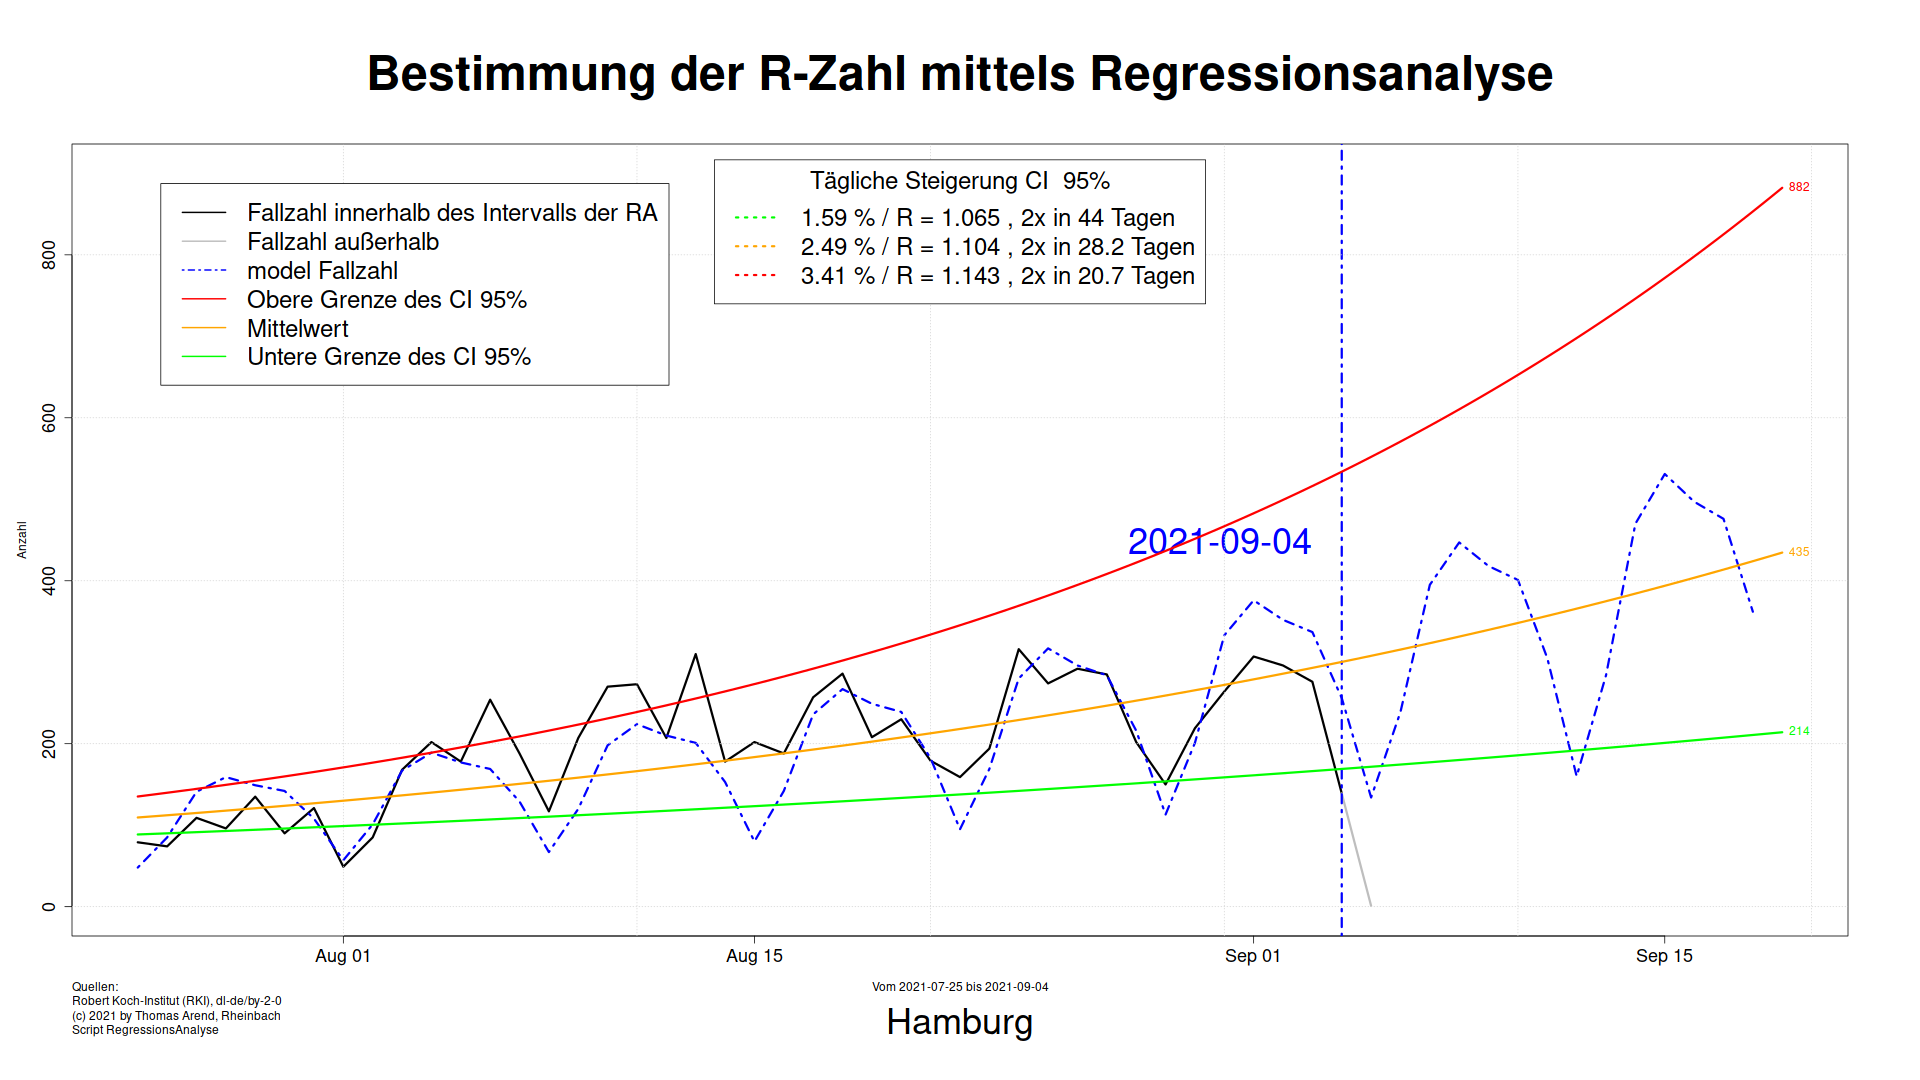 Bestimmung der R-Zahl mittels Regressionsanalyse
Fallzahl innerhalb des Intervalls der RA
Fallzahl außerhalb
model Fallzahl
Obere Grenze des CI 95%
Mittelwert
Untere Grenze des CI 95%
Tägliche Steigerung CI  95%
1.59 % / R = 1.065 , 2x in 44 Tagen
2.49 % / R = 1.104 , 2x in 28.2 Tagen
3.41 % / R = 1.143 , 2x in 20.7 Tagen
882
435
214
2021-09-04
Anzahl
800
600
400
200
0
Aug 01
Aug 15
Sep 01
Sep 15
Quellen:
Robert Koch-Institut (RKI), dl-de/by-2-0
(c) 2021 by Thomas Arend, Rheinbach
Script RegressionsAnalyse
Vom 2021-07-25 bis 2021-09-04
Hamburg